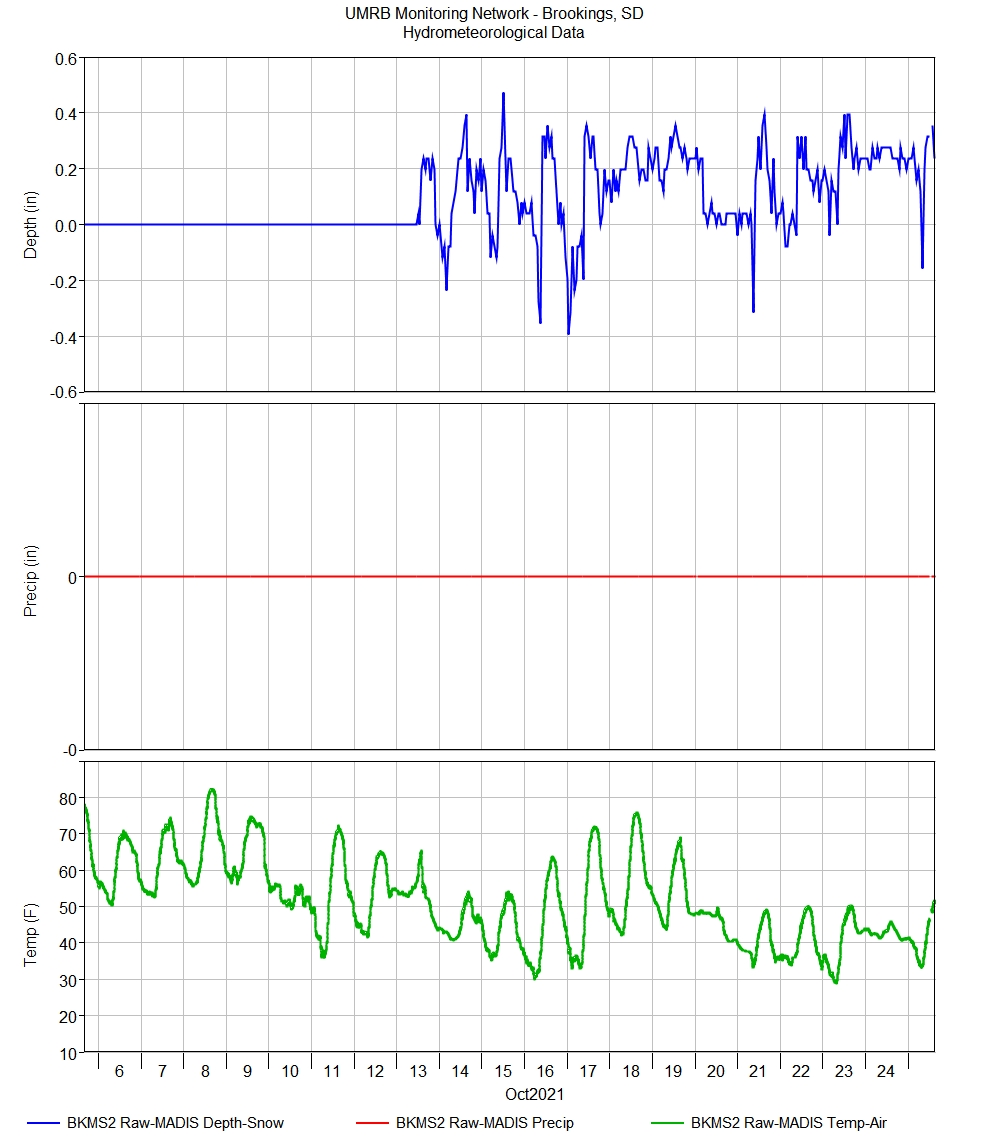 UMRB Monitoring Network - Brookings, SD
Hydrometeorological Data
Depth (in)
0.6
0.4
0.2
0.0
-0.2
-0.4
-0.6
Precip (in)
0
-0
Temp (F)
80
70
60
50
40
30
20
10
6 7 8 9 10 11 12 13 14 15 16 17 18 19 20 21 22 23 24
Oct2021
BKMS2 Raw-MADIS Depth-Snow BKMS2 Raw-MADIS Precip BKMS2 Raw-MADIS Temp-Air